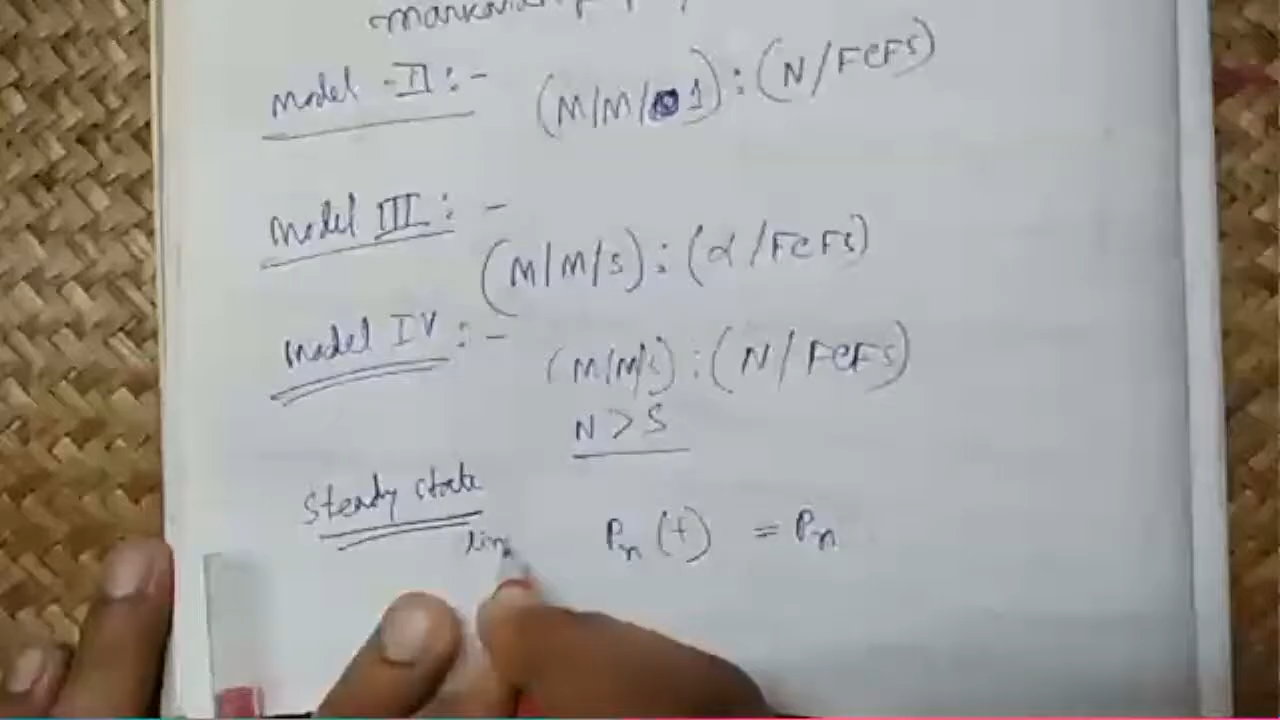 model -II :- (M/M/1) : (N/FCFS)
model III : - (M/M/S) : (α/FCFS)
model IV : - (M/M/S) : (N/FCFS)
N > S
steady state
lim Pn (t) = Pn